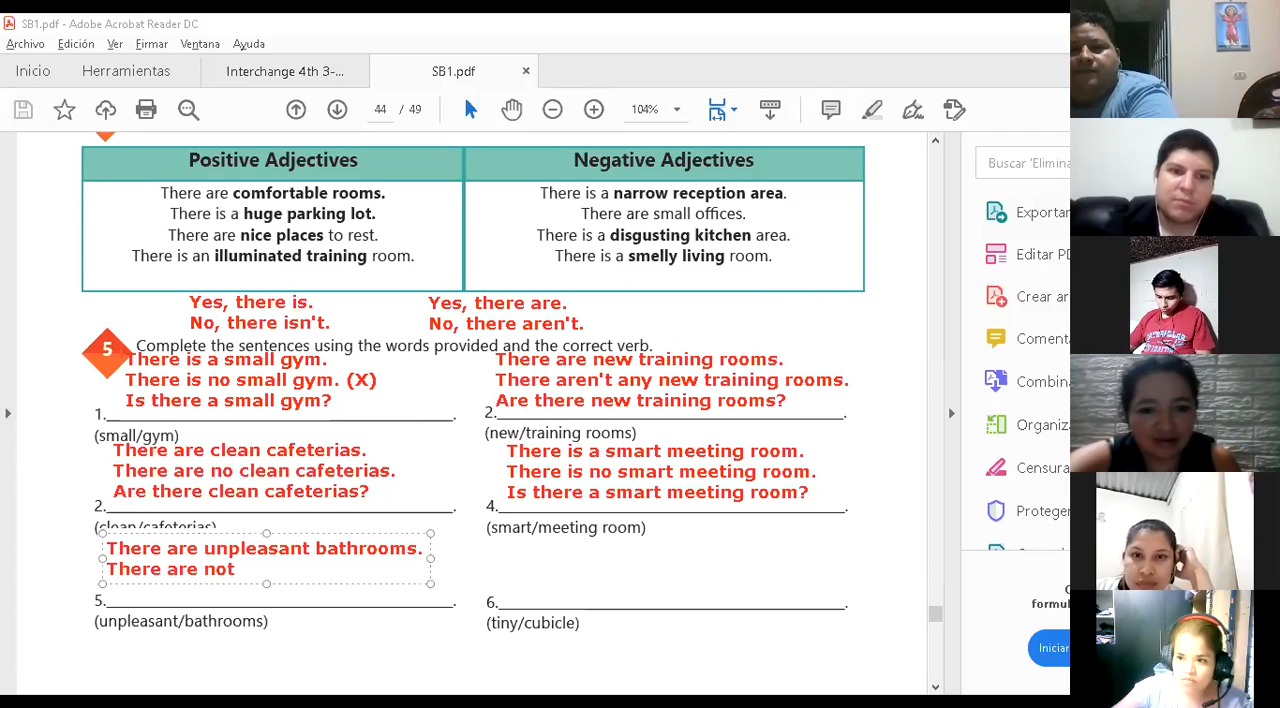 SB1.pdf - Adobe Acrobat Reader DC
Archivo Edición Ver Firmar Ventana Ayuda
Inicio Herramientas Interchange 4th 3-... SB1.pdf ×
44 / 49 104%
Positive Adjectives
There are comfortable rooms.
There is a huge parking lot.
There are nice places to rest.
There is an illuminated training room.
Negative Adjectives
There is a narrow reception area.
There are small offices.
There is a disgusting kitchen area.
There is a smelly living room.
Yes, there is.
No, there isn't.
Yes, there are.
No, there aren't.
5 Complete the sentences using the words provided and the correct verb.
There is a small gym.
There is no small gym. (X)
Is there a small gym?
1.
(small/gym)
There are new training rooms.
There aren't any new training rooms.
Are there new training rooms?
2.
(new/training rooms)
There are clean cafeterias.
There are no clean cafeterias.
Are there clean cafeterias?
2.
(clean/cafeterias)
There is a smart meeting room.
There is no smart meeting room.
Is there a smart meeting room?
4.
(smart/meeting room)
There are unpleasant bathrooms.
There are not
5.
(unpleasant/bathrooms)
6.
(tiny/cubicle)
Buscar 'Elimina
Exportar
Editar PD
Crear ar
Coment
Combin
Organiz
Censura
Proteger
formul
Iniciar